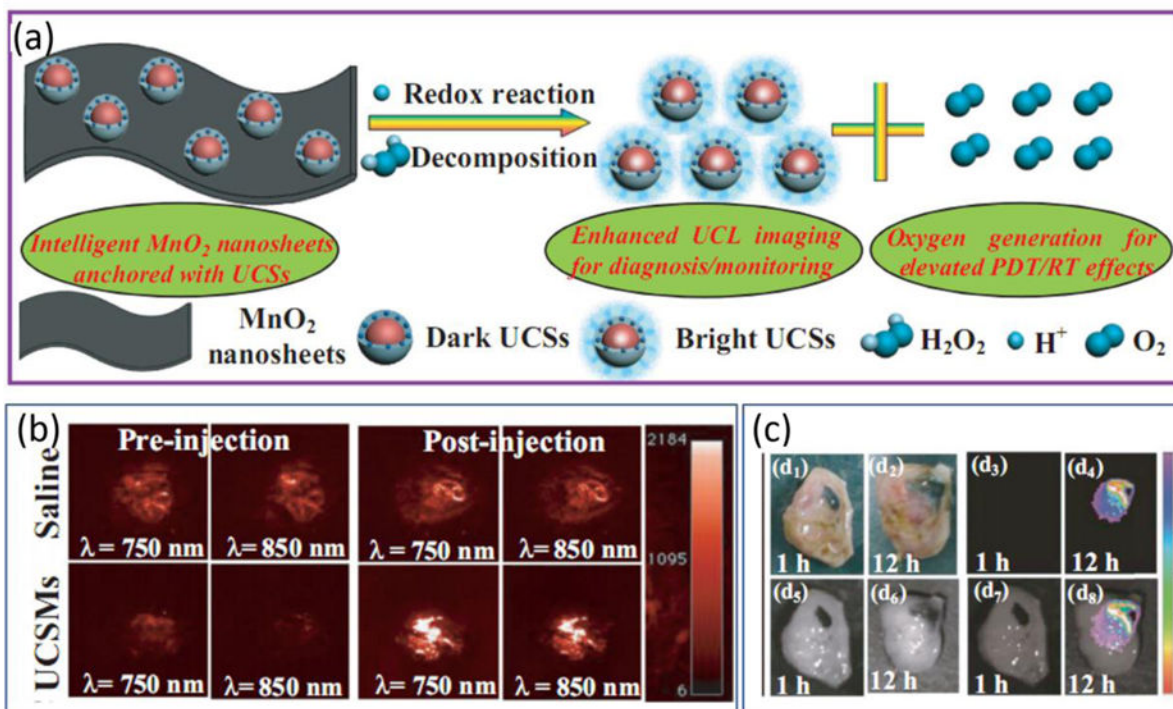 (a)
Redox reaction
Decomposition
Intelligent MnO₂ nanosheets
anchored with UCSs
Enhanced UCL imaging
for diagnosis/monitoring
Oxygen generation for
elevated PDT/RT effects
MnO₂
nanosheets
Dark UCSs
Bright UCSs
H₂O₂
H⁺
O₂
(b)
Pre-injection
Post-injection
Saline
λ = 750 nm
λ = 850 nm
λ = 750 nm
λ = 850 nm
UCSMs
λ= 750 nm
λ= 850 nm
λ = 750 nm
λ= 850 nm
2184
1095
6
(c)
(d₁)
1 h
(d₂)
12 h
(d₃)
1 h
(d₄)
12 h
(d₅)
1 h
(d₆)
12 h
(d₇)
1 h
(d₈)
12 h